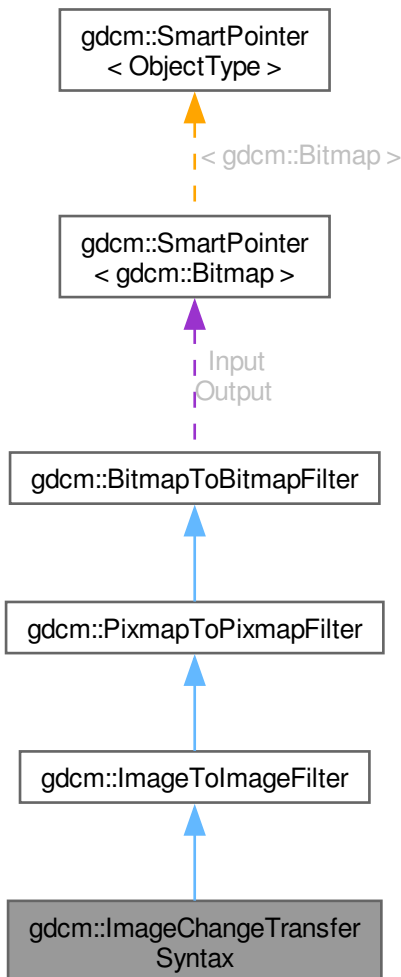 gdcm::SmartPointer
< ObjectType >
< gdcm::Bitmap >
gdcm::SmartPointer
< gdcm::Bitmap >
Input
Output
gdcm::BitmapToBitmapFilter
gdcm::PixmapToPixmapFilter
gdcm::ImageToImageFilter
gdcm::ImageChangeTransfer
Syntax